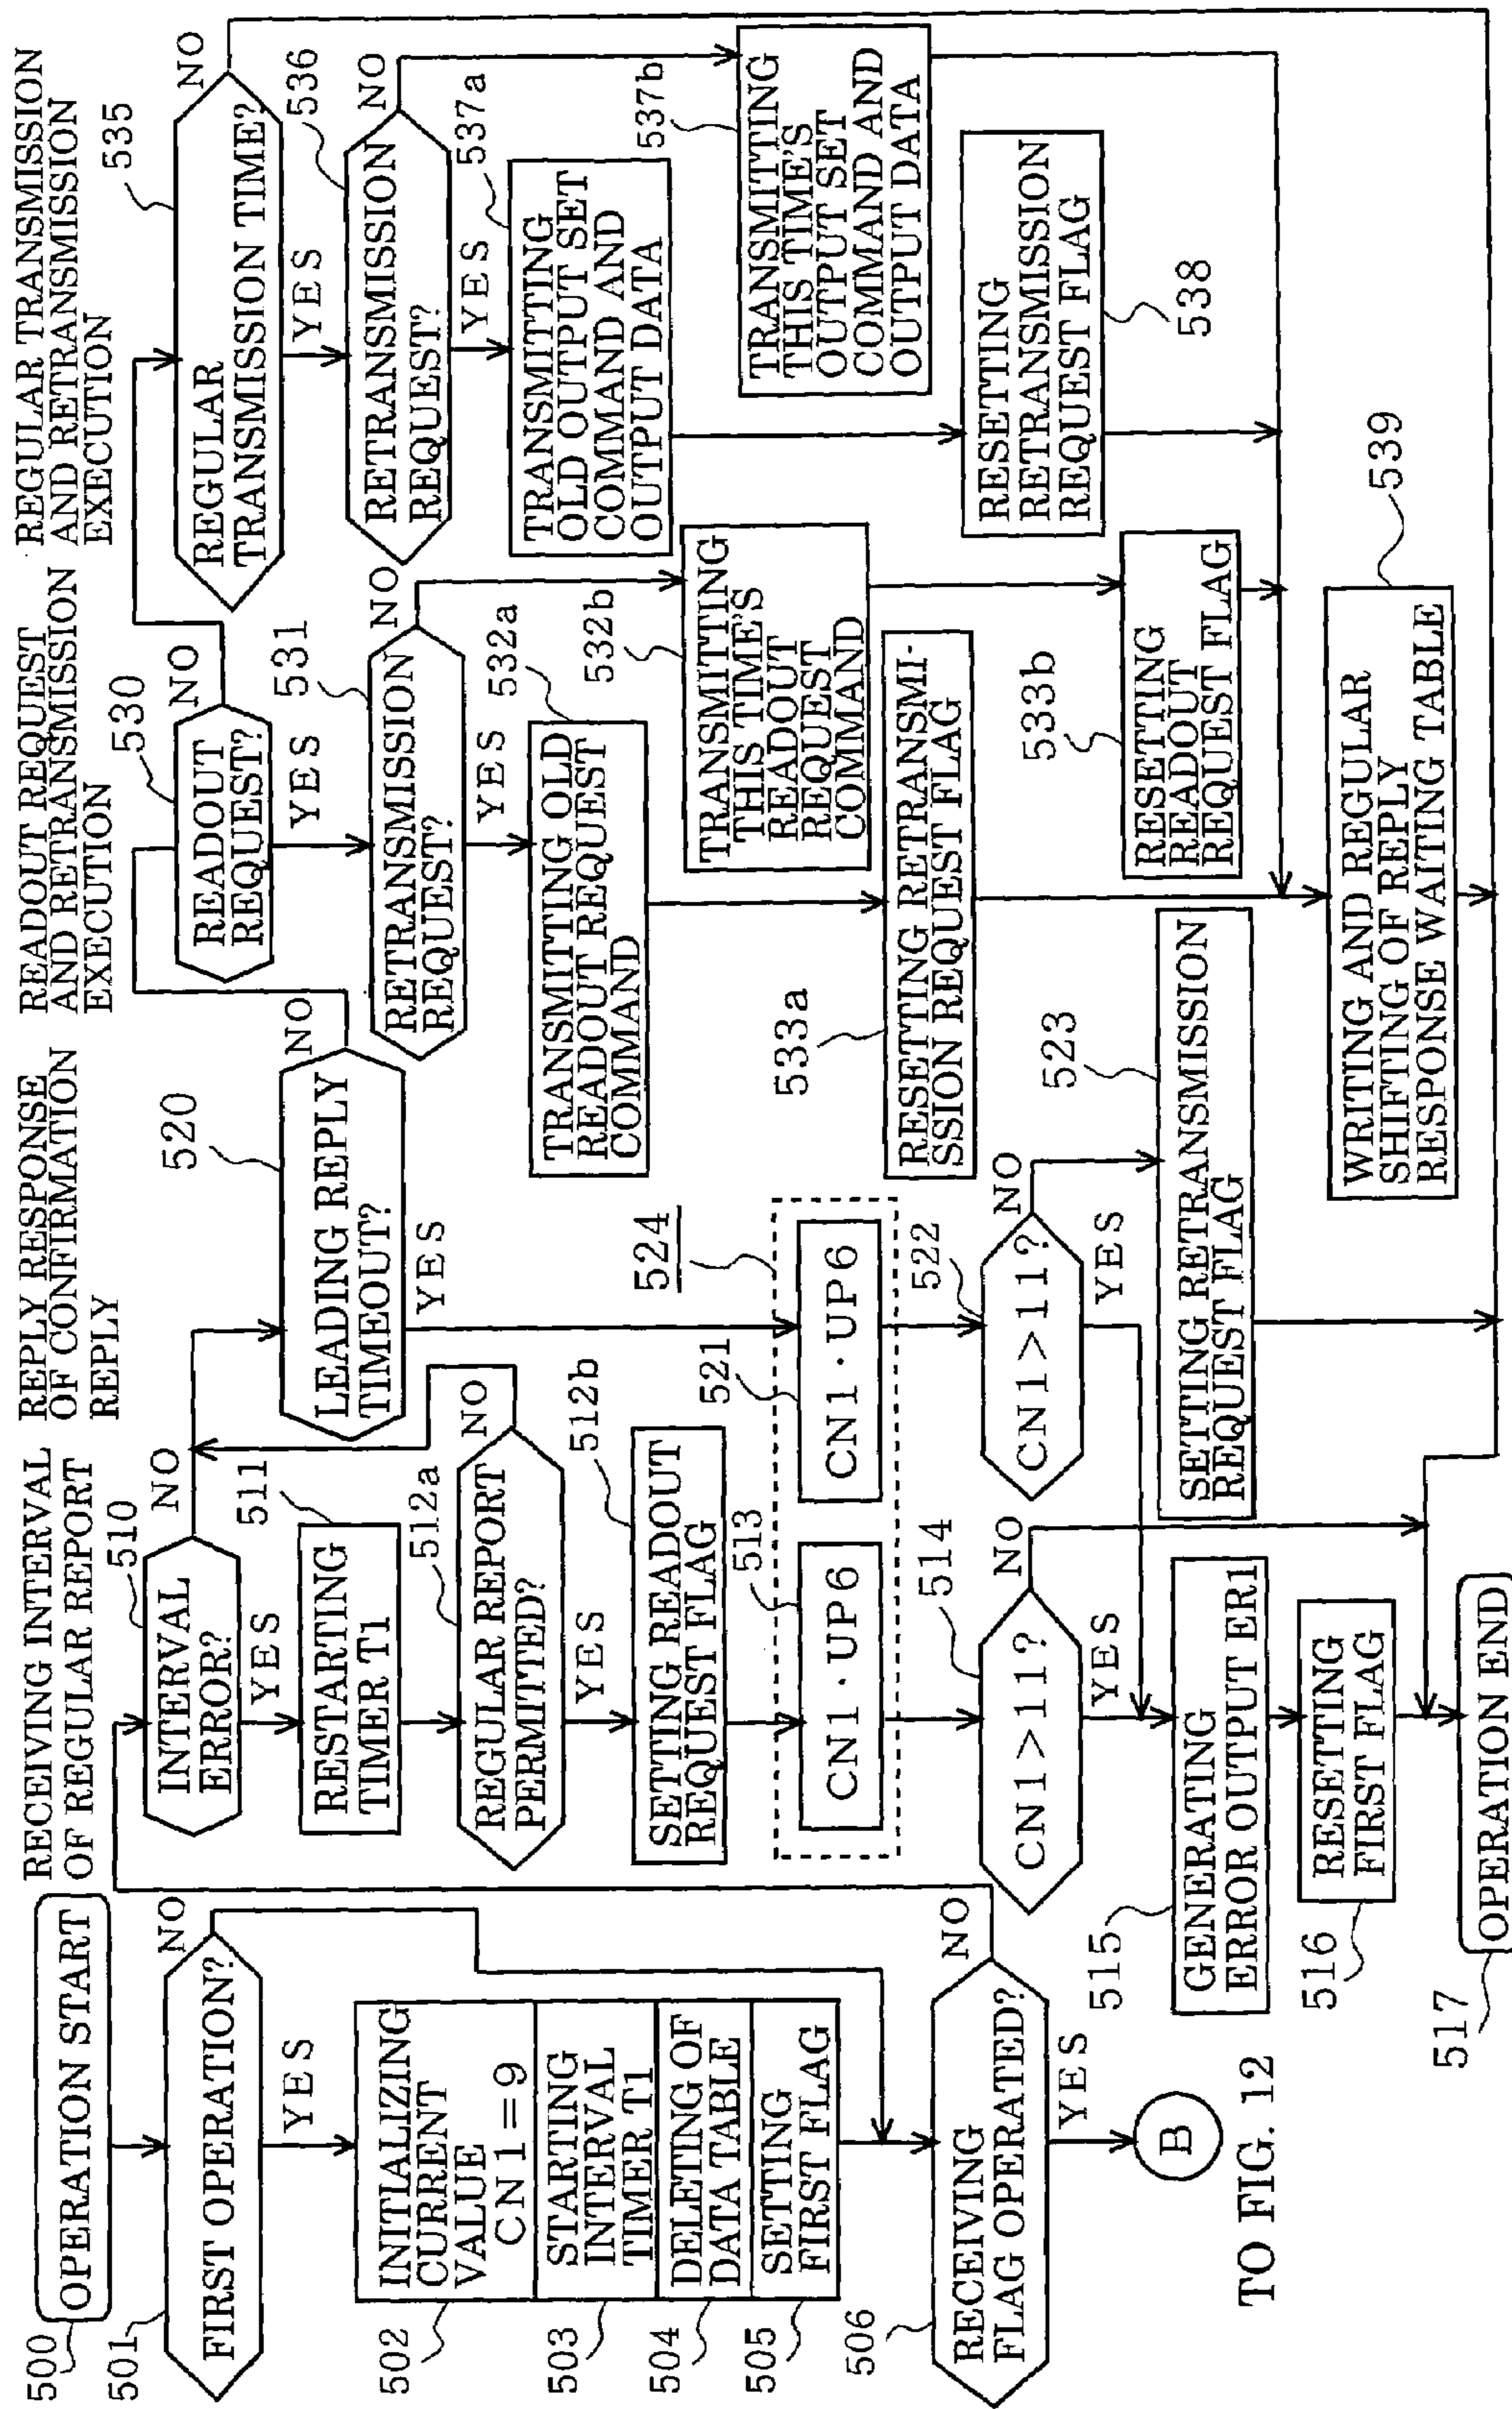 500
OPERATION START
501
FIRST OPERATION?
NO
YES
502
INITIALIZING
CURRENT
VALUE
CN1=9
503
STARTING
INTERVAL
TIMER T1
504
DELETING OF
DATA TABLE
505
SETTING
FIRST FLAG
506
RECEIVING
FLAG OPERATED?
NO
YES
B
TO FIG. 12
RECEIVING INTERVAL
OF REGULAR REPORT
510
INTERVAL
ERROR?
NO
YES
511
RESTARTING
TIMER T1
512a
REGULAR REPORT
PERMITTED?
NO
YES
512b
SETTING READOUT
REQUEST FLAG
513
CN1·UP6
514
CN1>11?
NO
YES
515
GENERATING
ERROR OUTPUT ER1
516
RESETTING
FIRST FLAG
517
OPERATION END
REPLY RESPONSE
OF CONFIRMATION
REPLY
520
LEADING REPLY
TIMEOUT?
NO
YES
524
521
CN1·UP6
522
CN1>11?
NO
YES
523
SETTING RETRANSMISSION
REQUEST FLAG
READOUT REQUEST
AND RETRANSMISSION
EXECUTION
530
READOUT
REQUEST?
NO
YES
531
RETRANSMISSION
REQUEST?
NO
YES
532a
TRANSMITTING OLD
READOUT REQUEST
COMMAND
532b
TRANSMITTING
THIS TIME'S
READOUT
REQUEST
COMMAND
533a
RESETTING RETRANSMI-
SSION REQUEST FLAG
533b
RESETTING
READOUT
REQUEST FLAG
REGULAR TRANSMISSION
AND RETRANSMISSION
EXECUTION
535
REGULAR
TRANSMISSION TIME?
NO
YES
536
RETRANSMISSION
REQUEST?
NO
YES
537a
TRANSMITTING
OLD OUTPUT SET
COMMAND AND
OUTPUT DATA
537b
TRANSMITTING
THIS TIME'S
OUTPUT SET
COMMAND AND
OUTPUT DATA
RESETTING
RETRANSMISSION
REQUEST FLAG
538
539
WRITING AND REGULAR
SHIFTING OF REPLY
RESPONSE WAITING TABLE